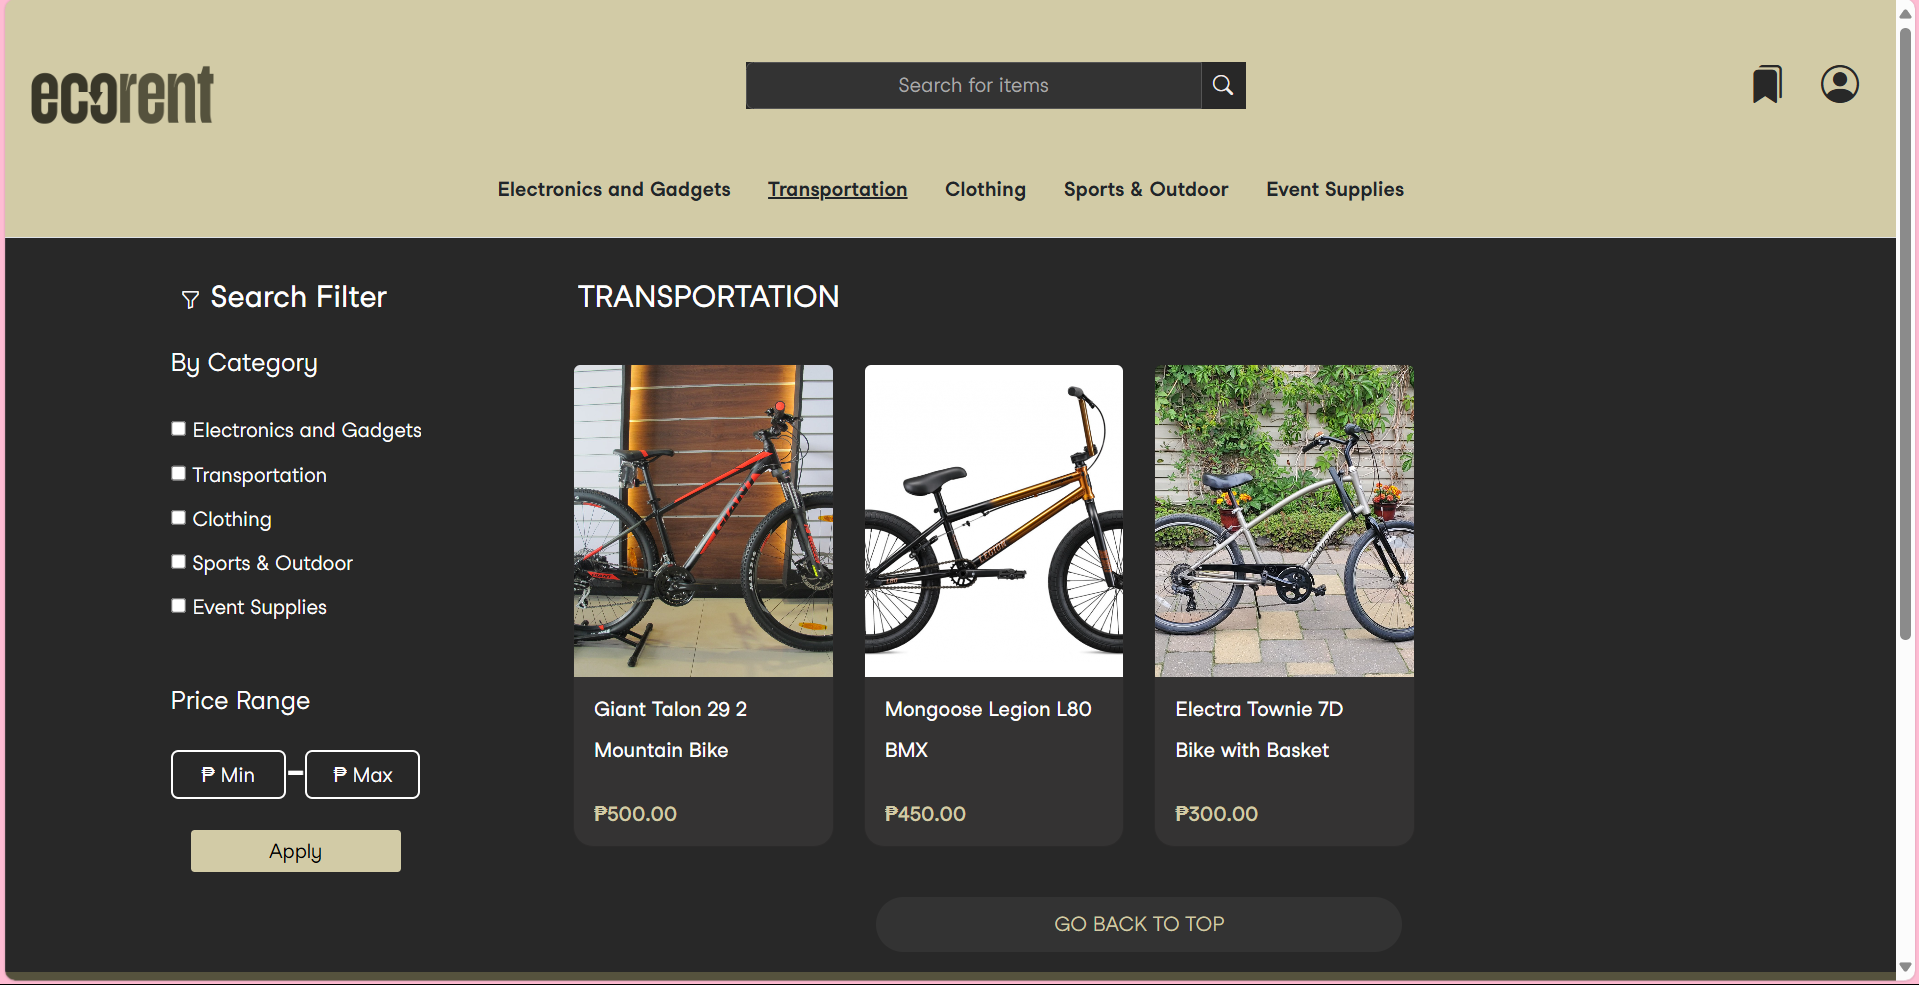 ecorent
Search for items
Electronics and Gadgets
Transportation
Clothing
Sports & Outdoor
Event Supplies
Search Filter
By Category
Electronics and Gadgets
Transportation
Clothing
Sports & Outdoor
Event Supplies
Price Range
₱ Min
₱ Max
Apply
TRANSPORTATION
GIANT
Giant Talon 29 2
Mountain Bike
₱500.00
LEGION
Mongoose Legion L80
BMX
₱450.00
Electra Townie 7D
Bike with Basket
₱300.00
GO BACK TO TOP